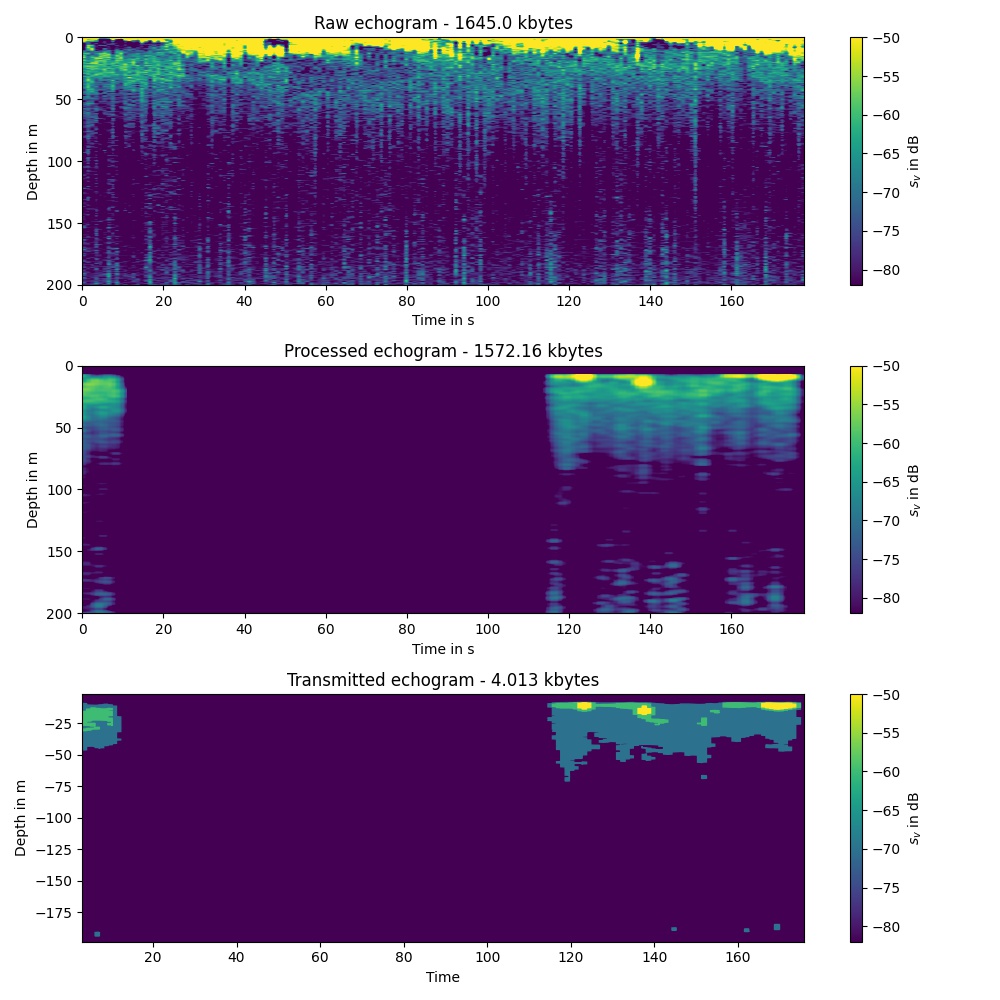 Raw echogram - 1645.0 kbytes
0
50
100
150
200
Depth in m
0 20 40 60 80 100 120 140 160
Time in s
−50
−55
−60
−65
−70
−75
−80
sv in dB
Processed echogram - 1572.16 kbytes
0
50
100
150
200
Depth in m
0 20 40 60 80 100 120 140 160
Time in s
−50
−55
−60
−65
−70
−75
−80
sv in dB
Transmitted echogram - 4.013 kbytes
−25
−50
−75
−100
−125
−150
−175
Depth in m
20 40 60 80 100 120 140 160
Time
−50
−55
−60
−65
−70
−75
−80
sv in dB